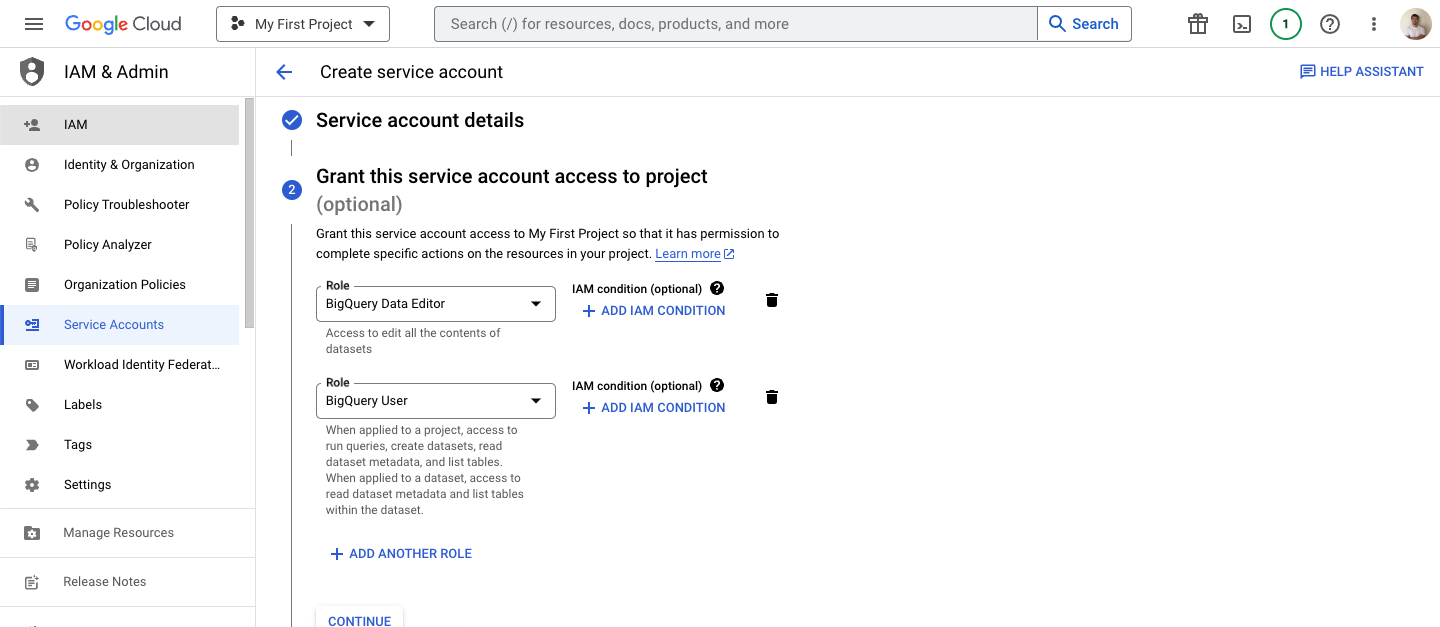 Google Cloud
My First Project
Search (/) for resources, docs, products, and more
Search
1
IAM & Admin
Create service account
HELP ASSISTANT
IAM
Identity & Organization
Policy Troubleshooter
Policy Analyzer
Organization Policies
Service Accounts
Workload Identity Federat...
Labels
Tags
Settings
Manage Resources
Release Notes
Service account details
2
Grant this service account access to project
(optional)
Grant this service account access to My First Project so that it has permission to
complete specific actions on the resources in your project. Learn more
Role
BigQuery Data Editor
IAM condition (optional)
ADD IAM CONDITION
Access to edit all the contents of
datasets
Role
BigQuery User
IAM condition (optional)
ADD IAM CONDITION
When applied to a project, access to
run queries, create datasets, read
dataset metadata, and list tables.
When applied to a dataset, access to
read dataset metadata and list tables
within the dataset.
ADD ANOTHER ROLE
CONTINUE